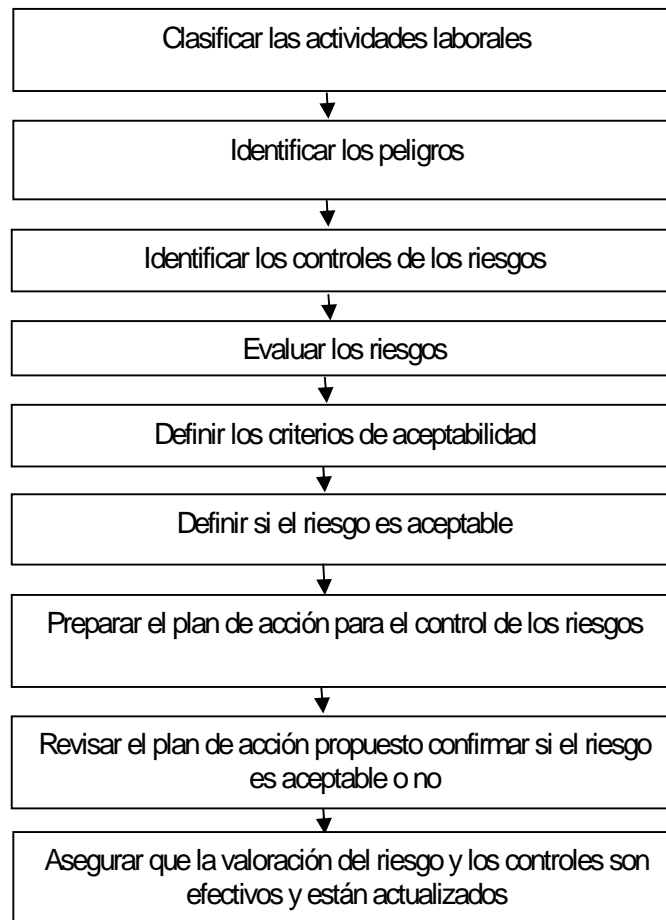 Clasificar las actividades laborales
Identificar los peligros
Identificar los controles de los riesgos
Evaluar los riesgos
Definir los criterios de aceptabilidad
Definir si el riesgo es aceptable
Preparar el plan de acción para el control de los riesgos
Revisar el plan de acción propuesto confirmar si el riesgo
es aceptable o no
Asegurar que la valoración del riesgo y los controles son
efectivos y están actualizados